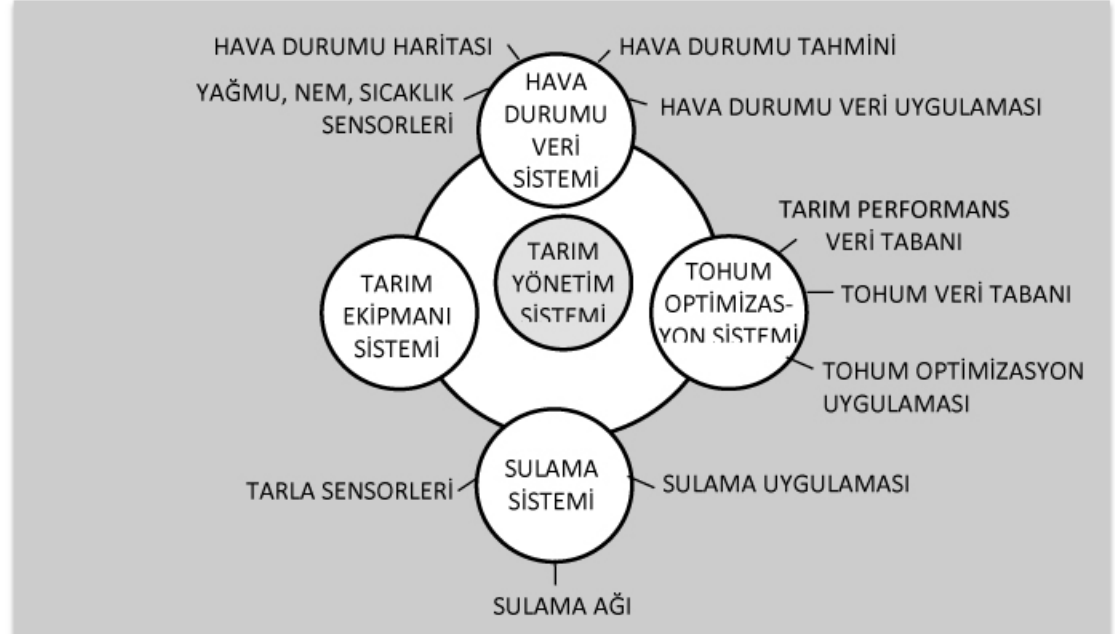 HAVA DURUMU HARİTASI
HAVA DURUMU TAHMİNİ
YAĞMU, NEM, SICAKLIK
SENSORLERİ
HAVA
DURUMU
VERİ
SİSTEMİ
HAVA DURUMU VERİ UYGULAMASI
TARIM PERFORMANS
VERİ TABANI
TARIM
YÖNETİM
SİSTEMİ
TARIM
EKİPMANI
SİSTEMİ
TOHUM
OPTİMİZAS-
YON SİSTEMİ
TOHUM VERİ TABANI
TOHUM OPTİMİZASYON
UYGULAMASI
SULAMA
SİSTEMİ
TARLA SENSORLERİ
SULAMA UYGULAMASI
SULAMA AĞI